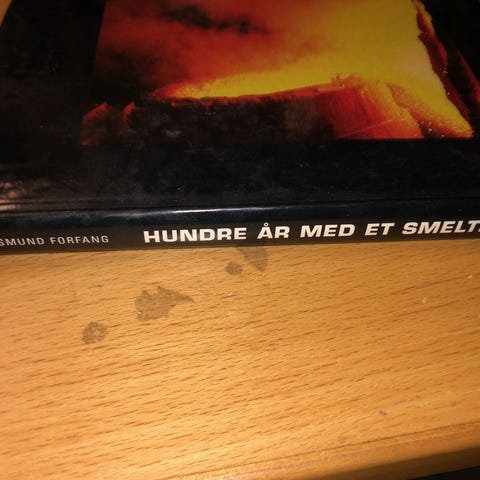 SMUND FORFANG HUNDRE ÅR MED ET SMELT